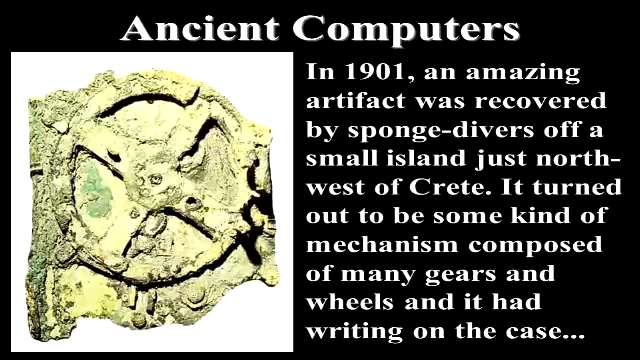 Ancient Computers
In 1901, an amazing
artifact was recovered
by sponge-divers off a
small island just north-
west of Crete. It turned
out to be some kind of
mechanism composed
of many gears and
wheels and it had
writing on the case...